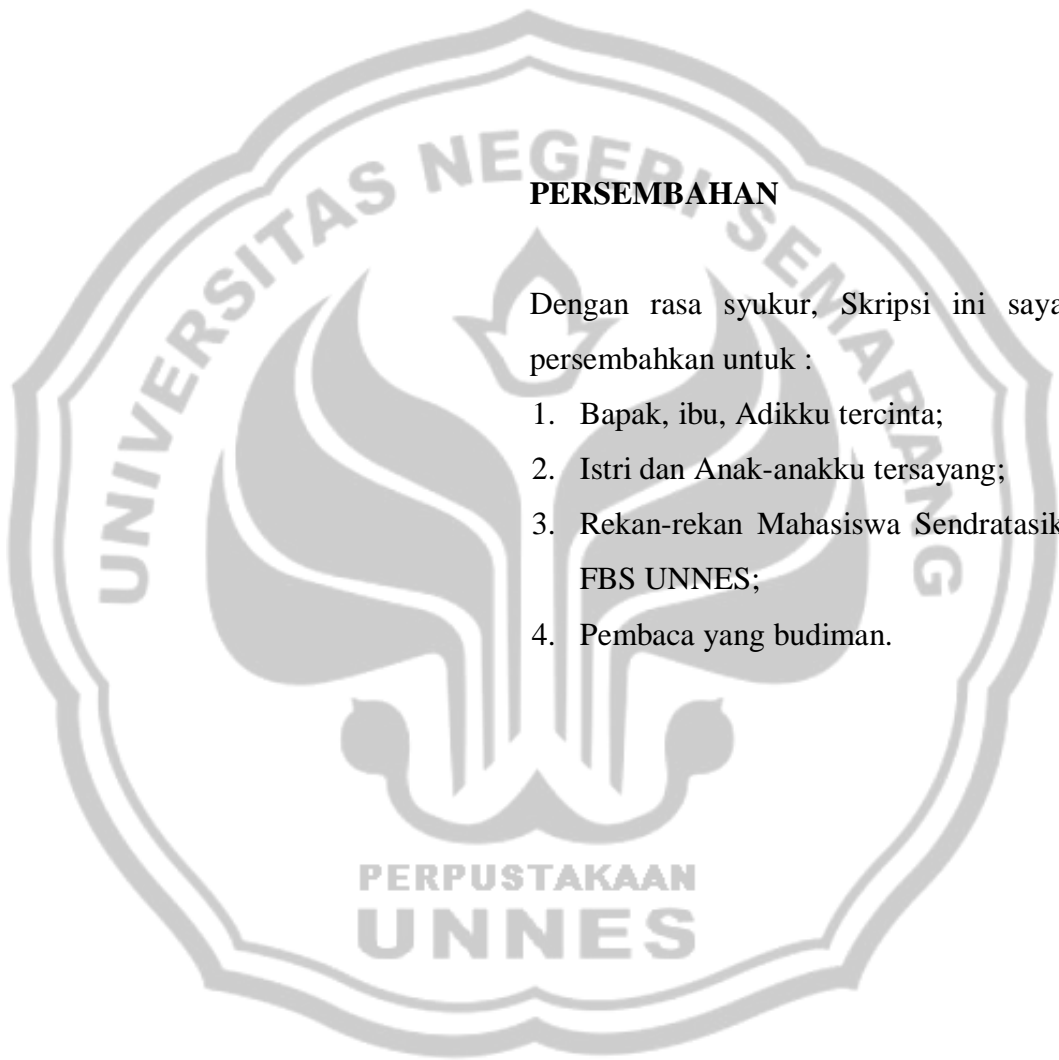 UNIVERSITAS NEGERI SEMARANG
PERSEMBAHAN
Dengan rasa syukur, Skripsi ini saya
persembahkan untuk :
1. Bapak, ibu, Adikku tercinta;
2. Istri dan Anak-anakku tersayang;
3. Rekan-rekan Mahasiswa Sendratasik
FBS UNNES;
4. Pembaca yang budiman.
PERPUSTAKAAN
UNNES